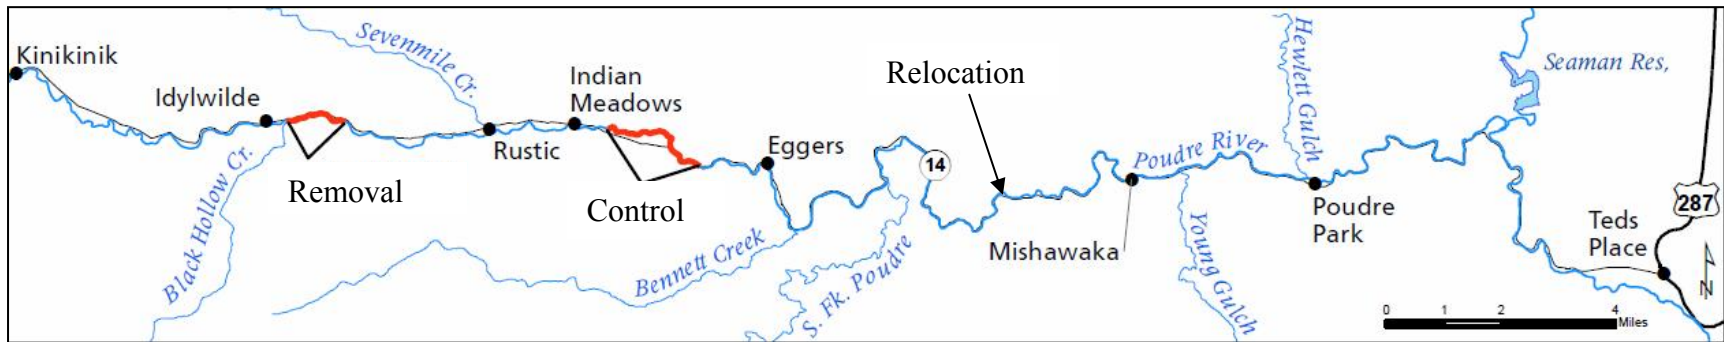 Kinikinik
Idylwilde
Sevenmile Cr.
Indian
Meadows
Rustic
Removal
Black Hollow Cr.
Control
Eggers
Bennett Creek
S. Fk. Poudre
14
Relocation
Mishawaka
Poudre River
Hewlett Gulch
Young Gulch
Poudre
Park
Seaman Res,
287
Teds
Place
N
0 1 2 4
Miles